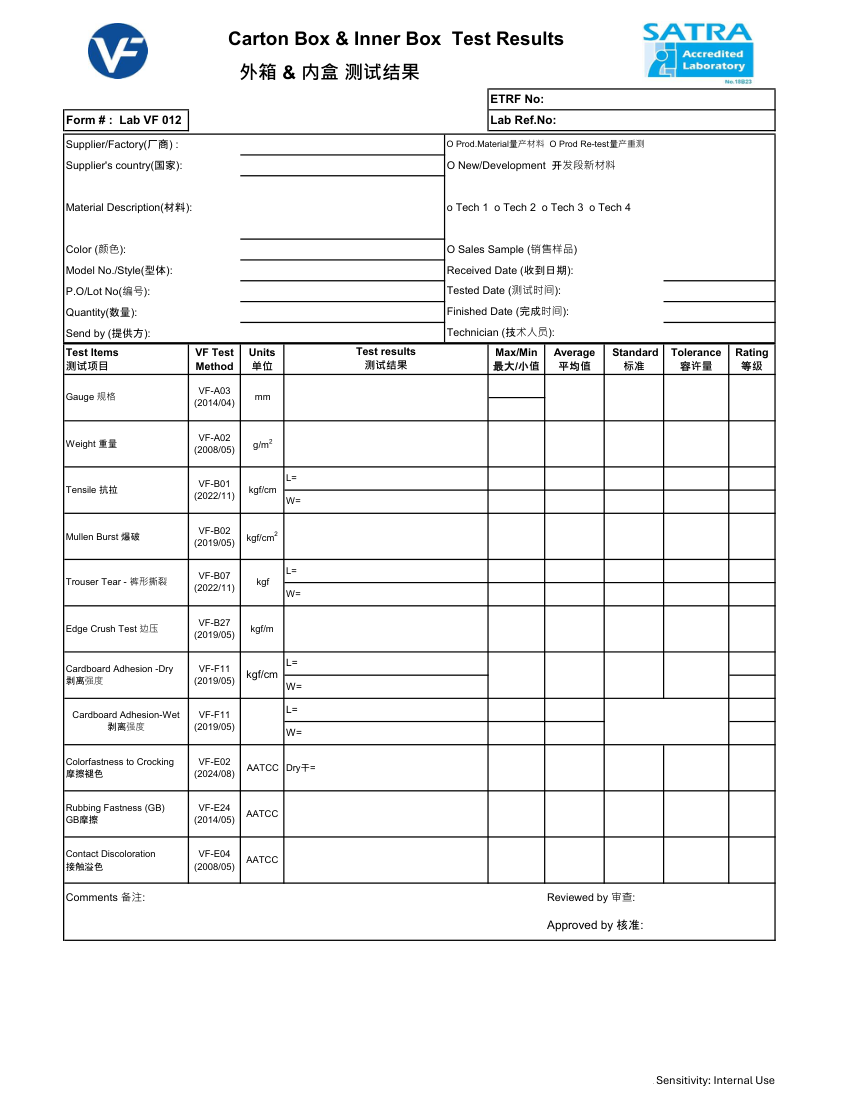 VF
Carton Box & Inner Box Test Results
外箱 & 内盒 测试结果
SATRA
Accredited
Laboratory
No.18B23
ETRF No:
Form # : Lab VF 012
Lab Ref.No:
Supplier/Factory(厂商) :
O Prod.Material量产材料 O Prod Re-test量产重测
Supplier's country(国家):
O New/Development 开发段新材料
Material Description(材料):
o Tech 1 o Tech 2 o Tech 3 o Tech 4
Color (颜色):
O Sales Sample (销售样品)
Model No./Style(型体):
Received Date (收到日期):
P.O/Lot No(编号):
Tested Date (测试时间):
Quantity(数量):
Finished Date (完成时间):
Send by (提供方):
Technician (技术人员):
Test Items VF Test Units Test results Max/Min Average Standard Tolerance Rating
测试项目 Method 单位 测试结果 最大/小值 平均值 标准 容许量 等级
Gauge 规格 VF-A03 (2014/04) mm
Weight 重量 VF-A02 (2008/05) g/m²
Tensile 抗拉 VF-B01 (2022/11) kgf/cm L=
W=
Mullen Burst 爆破 VF-B02 (2019/05) kgf/cm²
Trouser Tear - 裤形撕裂 VF-B07 (2022/11) kgf L=
W=
Edge Crush Test 边压 VF-B27 (2019/05) kgf/m
Cardboard Adhesion -Dry VF-F11 kgf/cm L=
剥离强度 (2019/05) W=
Cardboard Adhesion-Wet VF-F11 L=
剥离强度 (2019/05) W=
Colorfastness to Crocking VF-E02 AATCC Dry干=
摩擦褪色 (2024/08)
Rubbing Fastness (GB) VF-E24 AATCC
GB摩擦 (2014/05)
Contact Discoloration VF-E04 AATCC
接触溢色 (2008/05)
Comments 备注:
Reviewed by 审查:
Approved by 核准:
Sensitivity: Internal Use